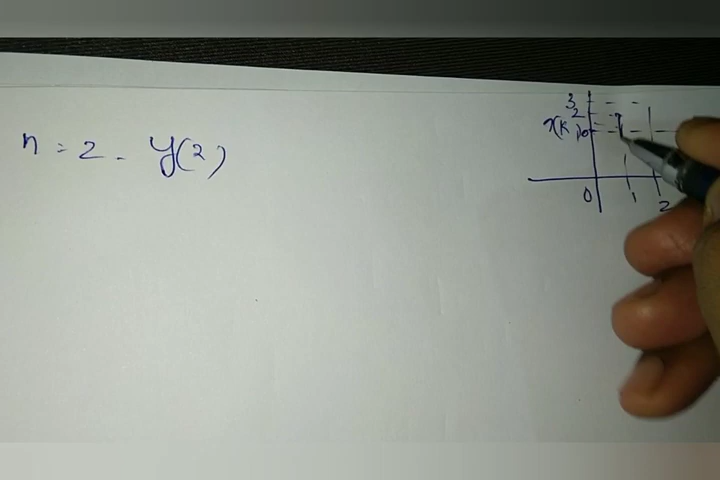 n = 2 - y(2)
3
2
x(k)
0 1 2